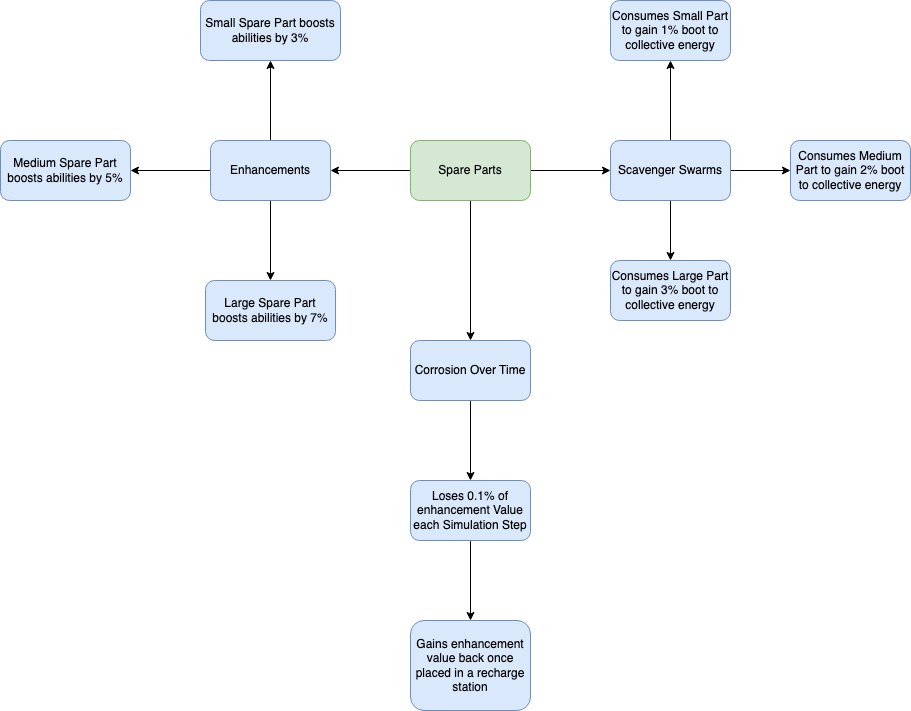 Small Spare Part boosts
abilities by 3%
Consumes Small Part
to gain 1% boot to
collective energy
Medium Spare Part
boosts abilities by 5%
Enhancements
Spare Parts
Scavenger Swarms
Consumes Medium
Part to gain 2% boot
to collective energy
Large Spare Part
boosts abilities by 7%
Consumes Large Part
to gain 3% boot to
collective energy
Corrosion Over Time
Loses 0.1% of
enhancement Value
each Simulation Step
Gains enhancement
value back once
placed in a recharge
station